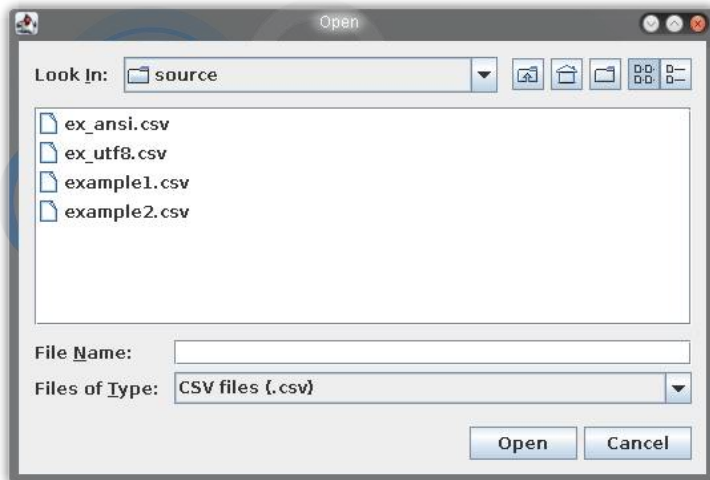 Open
Look In: source
ex_ansi.csv
ex_utf8.csv
example1.csv
example2.csv
File Name:
Files of Type: CSV files (.csv)
Open Cancel